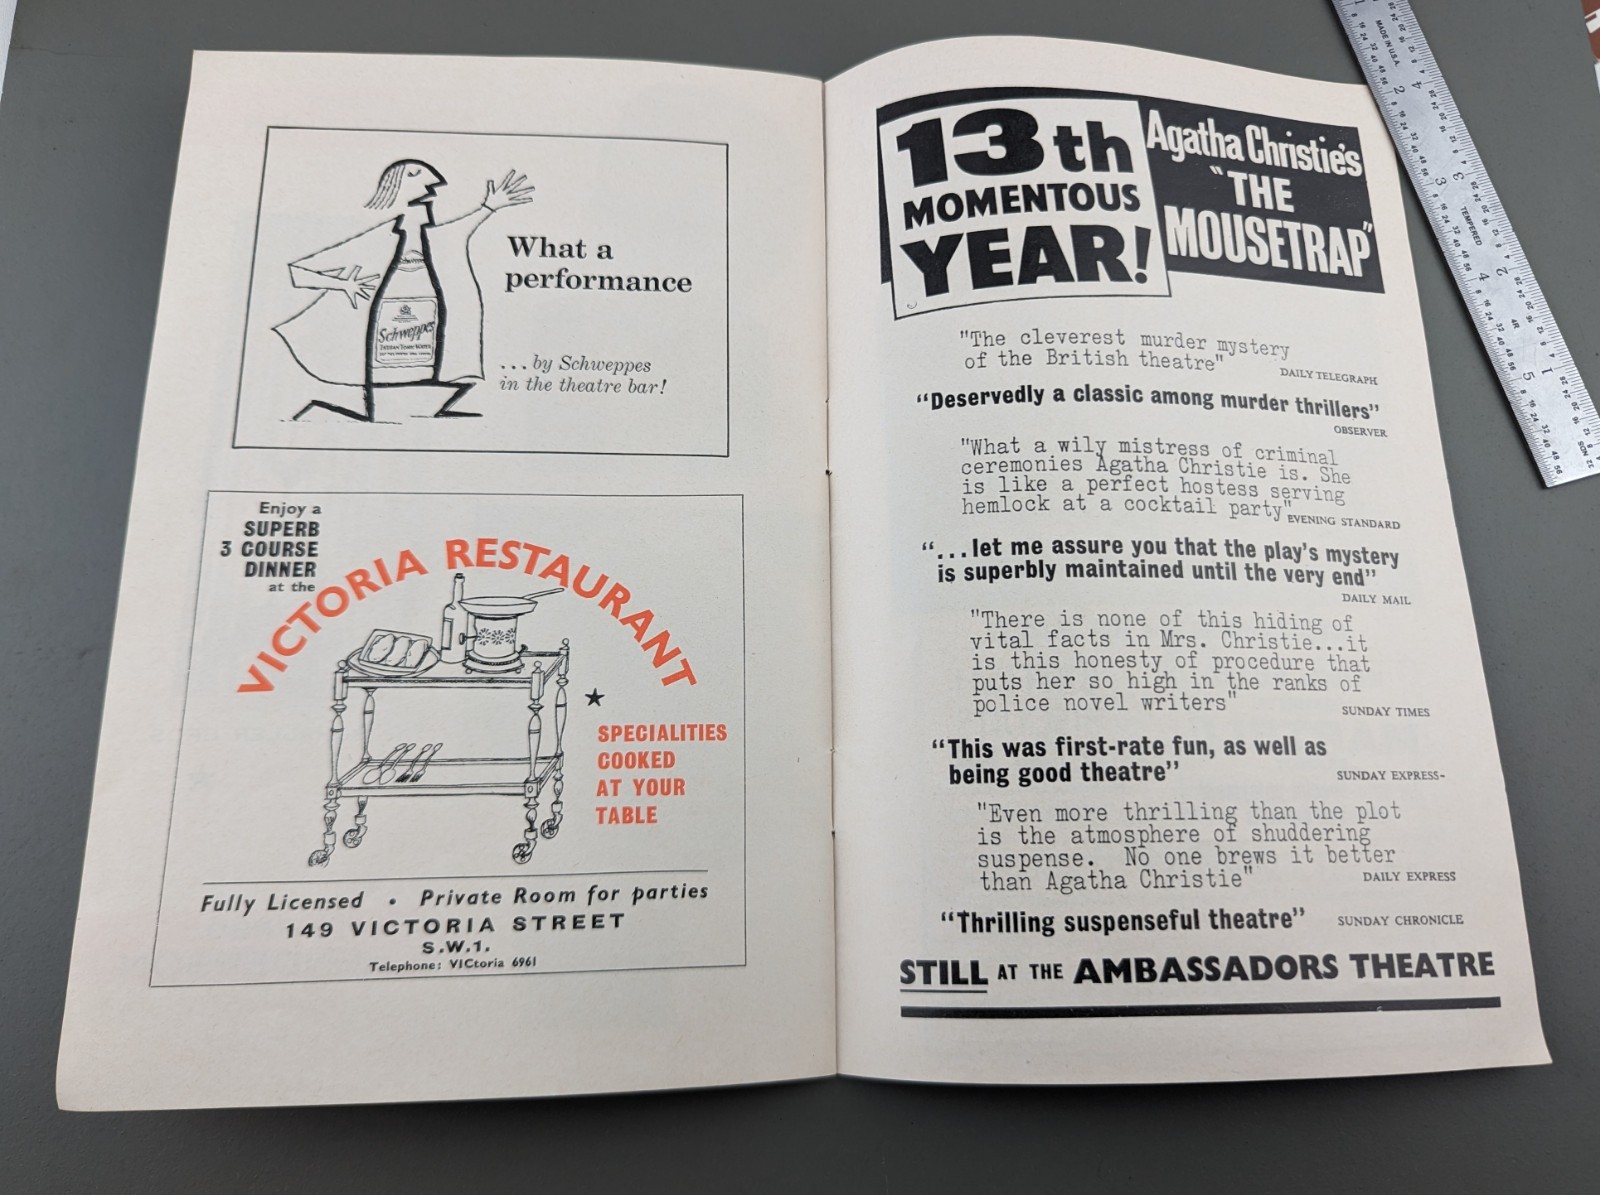 What a
performance
Schweppes
INDIAN TONIC WATER
...by Schweppes
in the theatre bar!
Enjoy a
SUPERB
3 COURSE
DINNER
at the
VICTORIA RESTAURANT
★
SPECIALITIES
COOKED
AT YOUR
TABLE
Fully Licensed • Private Room for parties
149 VICTORIA STREET
S.W.1.
Telephone: VICtoria 6961
13th
MOMENTOUS
YEAR!
Agatha Christie's
"THE
MOUSETRAP"
"The cleverest murder mystery
of the British theatre"
DAILY TELEGRAPH
"Deservedly a classic among murder thrillers"
OBSERVER
"What a wily mistress of criminal
ceremonies Agatha Christie is. She
is like a perfect hostess serving
hemlock at a cocktail party"
EVENING STANDARD
"...let me assure you that the play's mystery
is superbly maintained until the very end"
DAILY MAIL
"There is none of this hiding of
vital facts in Mrs. Christie...it
is this honesty of procedure that
puts her so high in the ranks of
police novel writers"
SUNDAY TIMES
"This was first-rate fun, as well as
being good theatre"
SUNDAY EXPRESS-
"Even more thrilling than the plot
is the atmosphere of shuddering
suspense. No one brews it better
than Agatha Christie"
DAILY EXPRESS
"Thrilling suspenseful theatre" SUNDAY CHRONICLE
STILL AT THE AMBASSADORS THEATRE
MADE IN U.S.A.
TEMPERED
4R